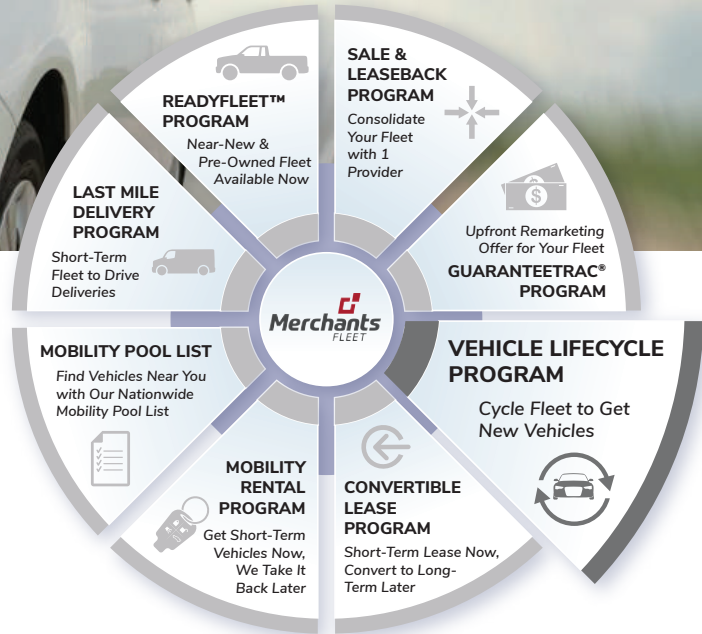 READYFLEET™
PROGRAM
Near-New &
Pre-Owned Fleet
Available Now
SALE &
LEASEBACK
PROGRAM
Consolidate
Your Fleet
with 1
Provider
Upfront Remarketing
Offer for Your Fleet
GUARANTEETRAC®
PROGRAM
VEHICLE LIFECYCLE
PROGRAM
Cycle Fleet to Get
New Vehicles
CONVERTIBLE
LEASE
PROGRAM
Short-Term Lease Now,
Convert to Long-
Term Later
MOBILITY
RENTAL
PROGRAM
Get Short-Term
Vehicles Now,
We Take It
Back Later
MOBILITY POOL LIST
Find Vehicles Near You
with Our Nationwide
Mobility Pool List
LAST MILE
DELIVERY
PROGRAM
Short-Term
Fleet to Drive
Deliveries
Merchants
FLEET
$